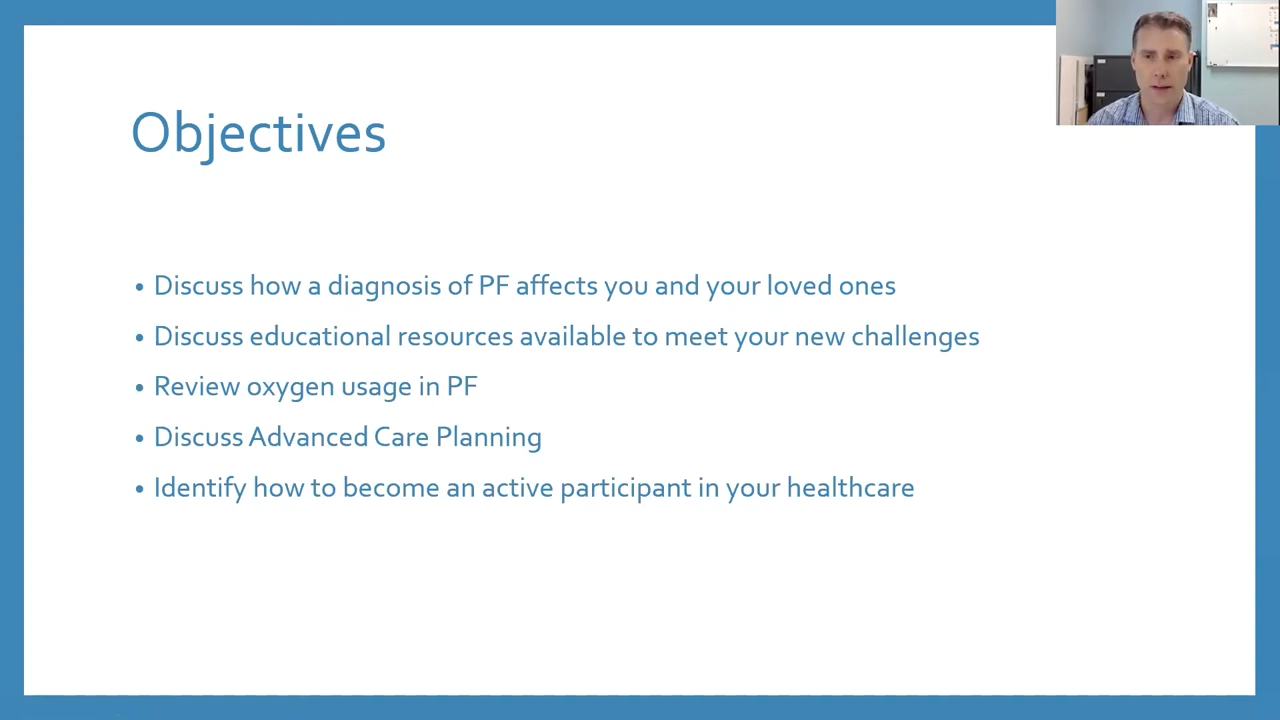 Objectives
• Discuss how a diagnosis of PF affects you and your loved ones
• Discuss educational resources available to meet your new challenges
• Review oxygen usage in PF
• Discuss Advanced Care Planning
• Identify how to become an active participant in your healthcare